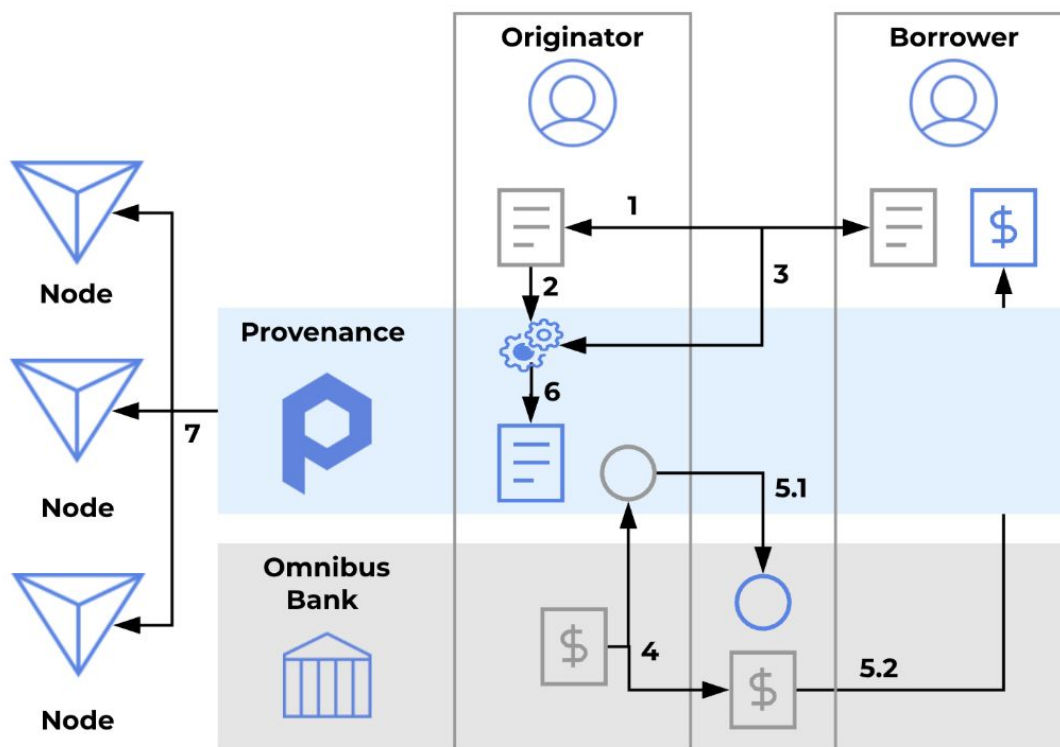 Originator
Borrower
1
2
3
Node
Provenance
6
7
Node
5.1
Omnibus
Bank
$
$
$
4
5.2
Node